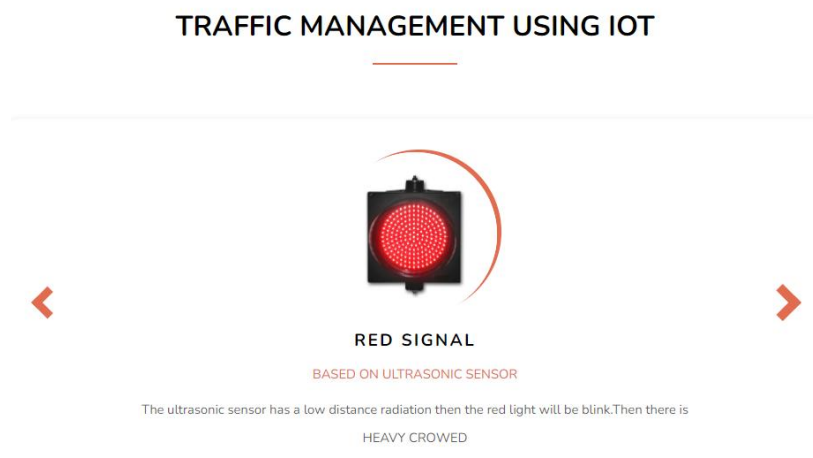 TRAFFIC MANAGEMENT USING IOT
RED SIGNAL
BASED ON ULTRASONIC SENSOR
The ultrasonic sensor has a low distance radiation then the red light will be blink.Then there is
HEAVY CROWED